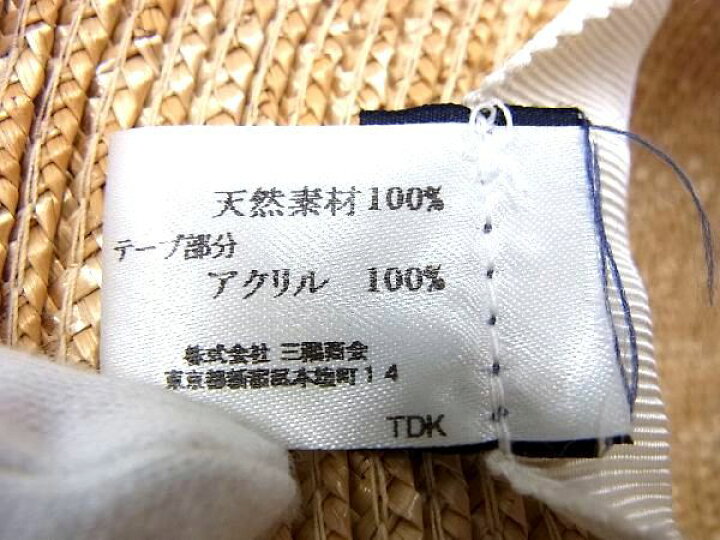 天然素材100%
テープ部分
アクリル 100%
株式会社 三陽商会
東京都新宿区本塩町14
TDK